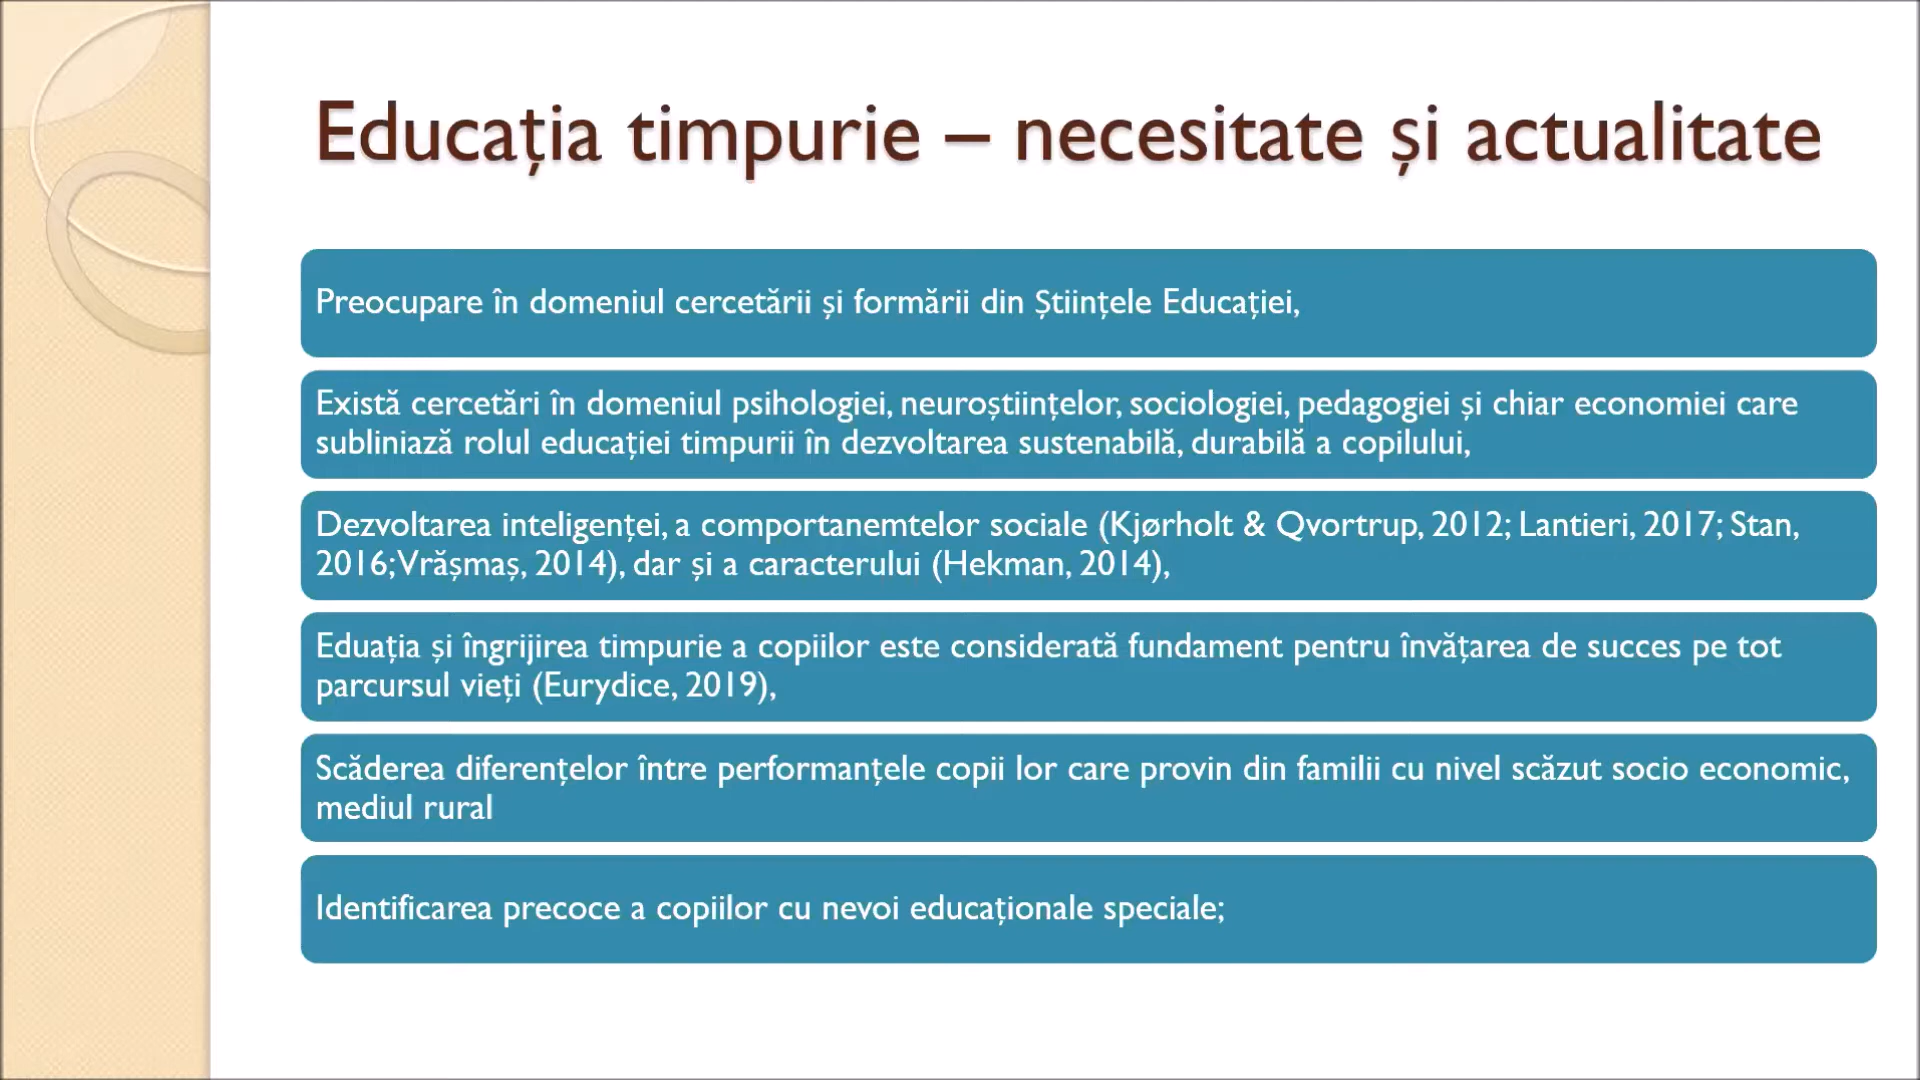 Educația timpurie – necesitate și actualitate
Preocupare în domeniul cercetării și formării din Științele Educației,
Există cercetări în domeniul psihologiei, neuroștiințelor, sociologiei, pedagogiei și chiar economiei care
subliniază rolul educației timpurii în dezvoltarea sustenabilă, durabilă a copilului,
Dezvoltarea inteligenței, a comportanemtelor sociale (Kjørholt & Qvortrup, 2012; Lantieri, 2017; Stan,
2016; Vrășmaș, 2014), dar și a caracterului (Hekman, 2014),
Eduația și îngrijirea timpurie a copiilor este considerată fundament pentru învățarea de succes pe tot
parcursul vieți (Eurydice, 2019),
Scăderea diferențelor între performanțele copii lor care provin din familii cu nivel scăzut socio economic,
mediul rural
Identificarea precoce a copiilor cu nevoi educaționale speciale;